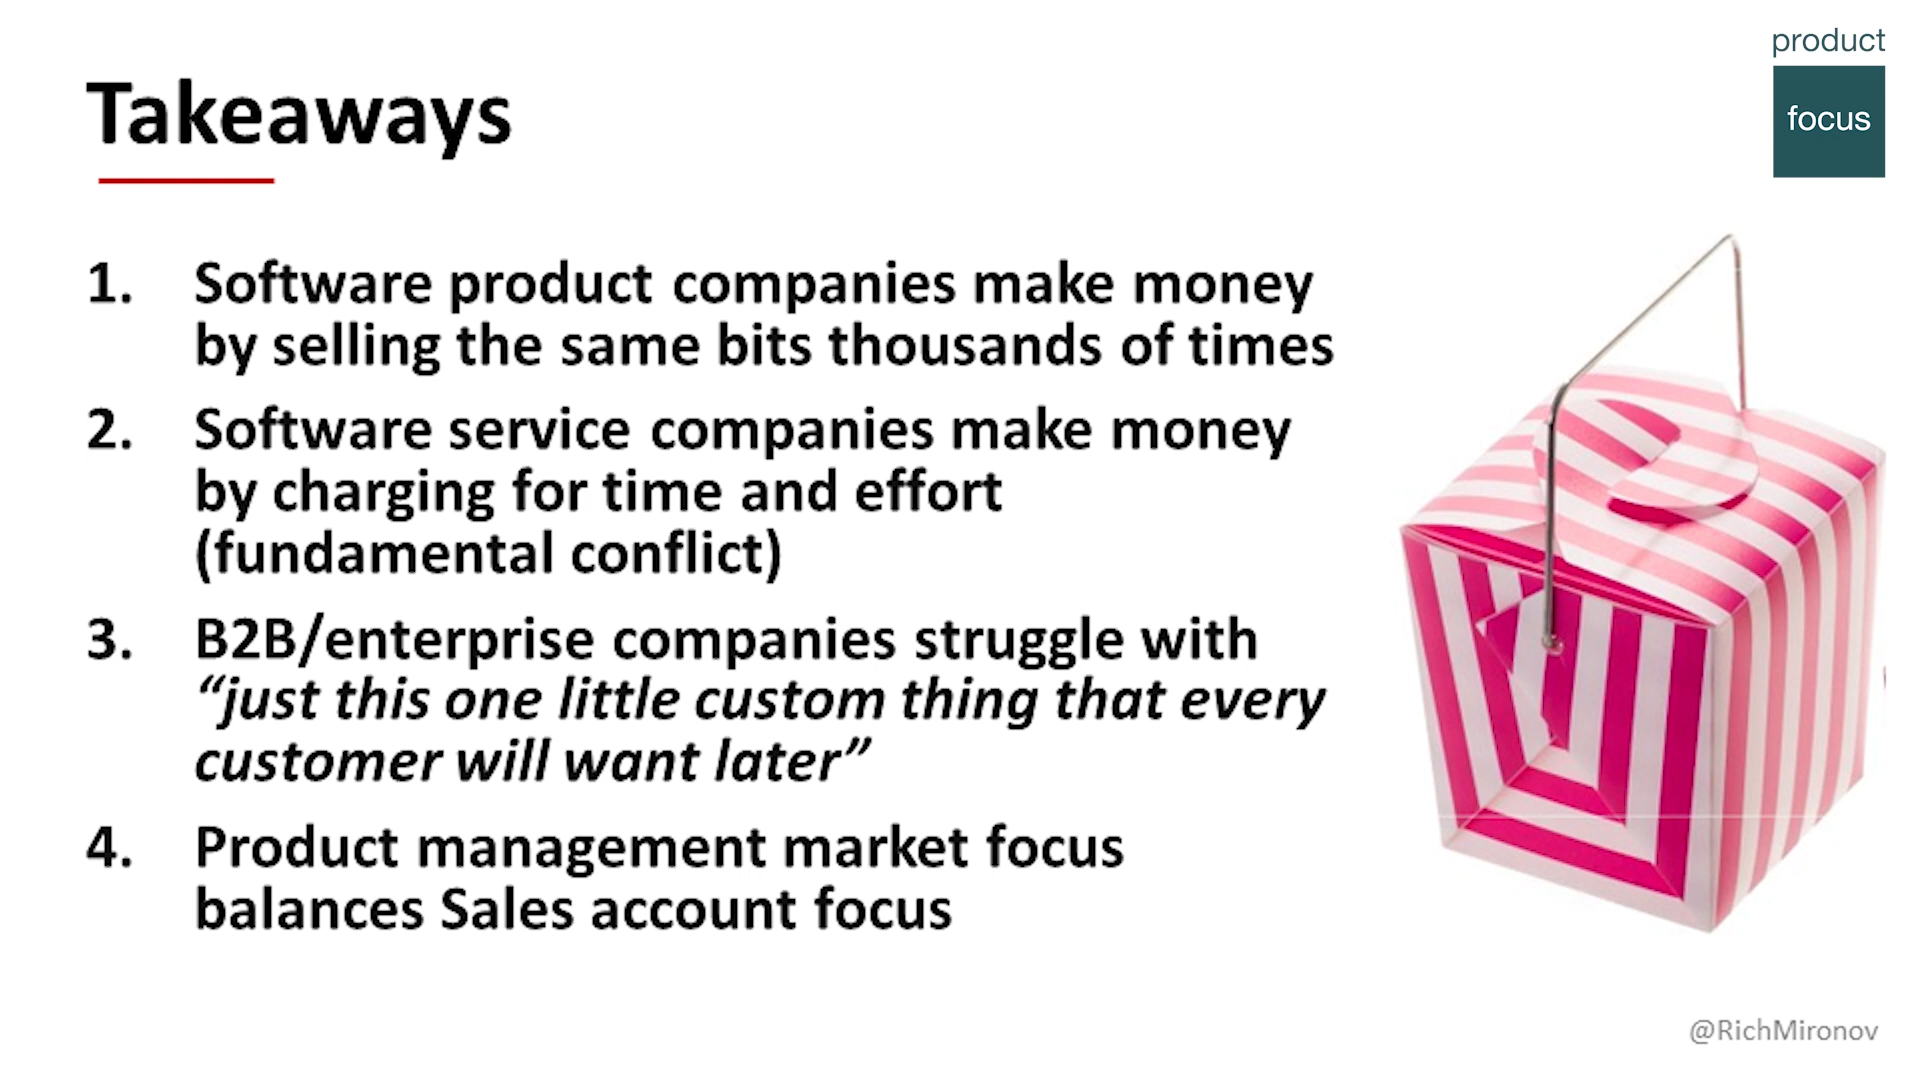 product
focus
Takeaways
1. Software product companies make money
by selling the same bits thousands of times
2. Software service companies make money
by charging for time and effort
(fundamental conflict)
3. B2B/enterprise companies struggle with
“just this one little custom thing that every
customer will want later”
4. Product management market focus
balances Sales account focus
@RichMironov